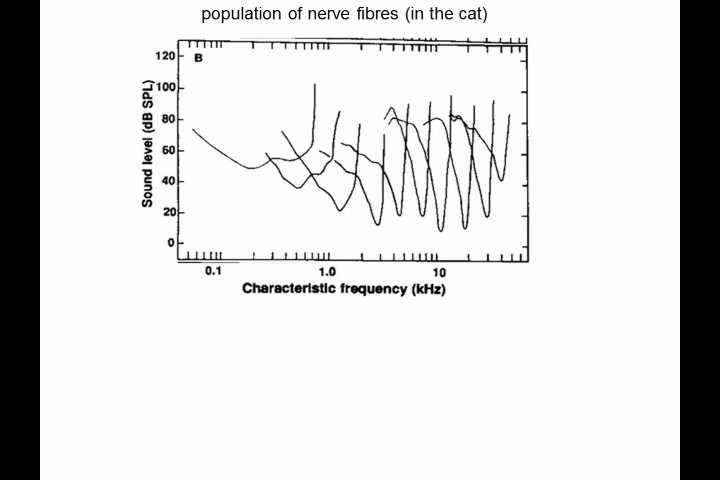 population of nerve fibres (in the cat)
B
120
100
80
60
40
20
0
Sound level (dB SPL)
0.1 1.0 10
Characteristic frequency (kHz)